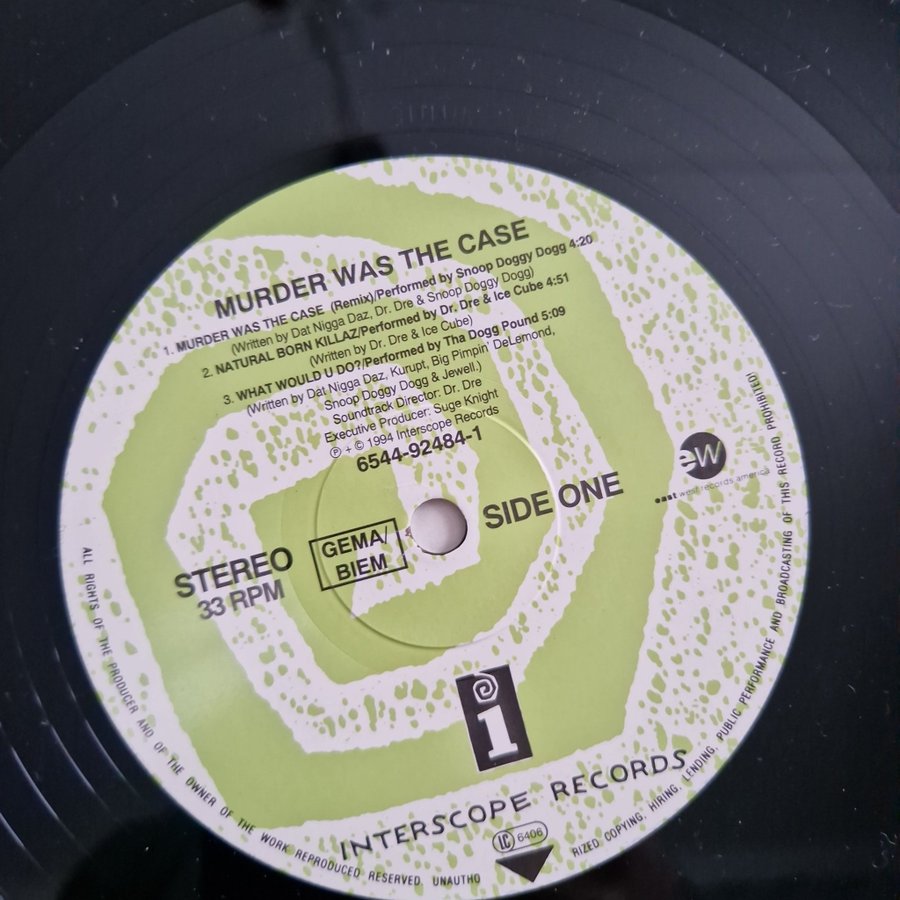 MURDER WAS THE CASE
1. MURDER WAS THE CASE (Remix)/Performed by Snoop Doggy Dogg 4:20
(Written by Dat Nigga Daz, Dr. Dre & Snoop Doggy Dogg)
2. NATURAL BORN KILLAZ/Performed by Dr. Dre & Ice Cube 4:51
(Written by Dr. Dre & Ice Cube)
3. WHAT WOULD U DO?/Performed by Tha Dogg Pound 5:09
(Written by Dat Nigga Daz, Kurupt, Big Pimpin' DeLemond,
Snoop Doggy Dogg & Jewell.)
Soundtrack Director: Dr. Dre
Executive Producer: Suge Knight
℗ + © 1994 Interscope Records
6544-92484-1
STEREO
33 RPM
GEMA/
BIEM
SIDE ONE
ew
east west records america
i
INTERSCOPE RECORDS
LC 6406
ALL RIGHTS OF THE PRODUCER AND OF THE OWNER OF THE WORK REPRODUCED RESERVED UNAUTHO
RIZED COPYING, HIRING, LENDING, PUBLIC PERFORMANCE AND BROADCASTING OF THIS RECORD PROHIBITED!